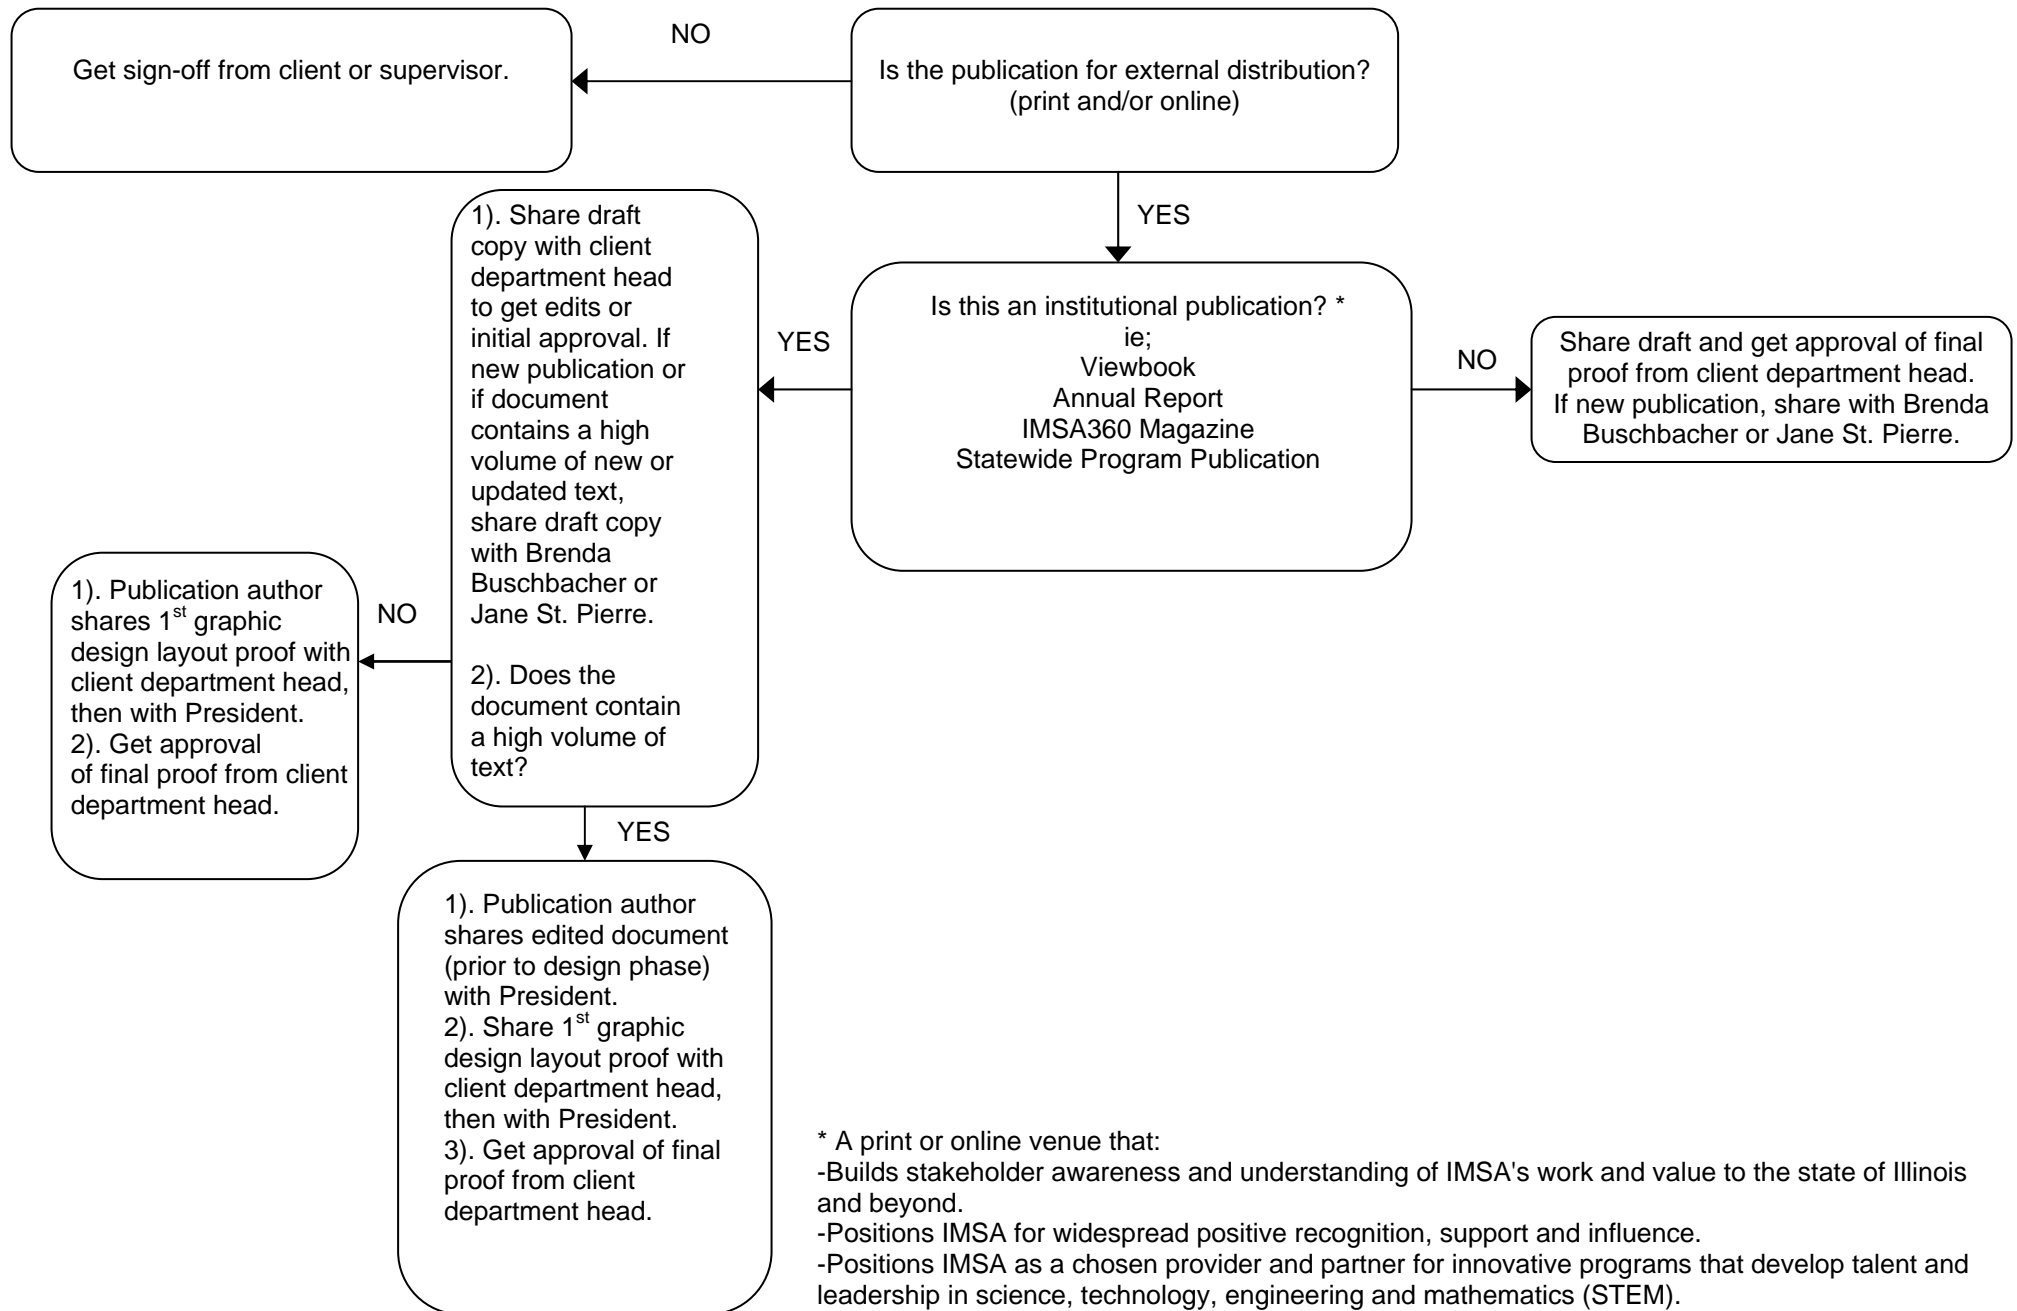 Get sign-off from client or supervisor.
NO
Is the publication for external distribution?
(print and/or online)
YES
Is this an institutional publication? *
ie;
Viewbook
Annual Report
IMSA360 Magazine
Statewide Program Publication
NO
Share draft and get approval of final
proof from client department head.
If new publication, share with Brenda
Buschbacher or Jane St. Pierre.
YES
1). Share draft
copy with client
department head
to get edits or
initial approval. If
new publication or
if document
contains a high
volume of new or
updated text,
share draft copy
with Brenda
Buschbacher or
Jane St. Pierre.
2). Does the
document contain
a high volume of
text?
NO
1). Publication author
shares 1st graphic
design layout proof with
client department head,
then with President.
2). Get approval
of final proof from client
department head.
YES
1). Publication author
shares edited document
(prior to design phase)
with President.
2). Share 1st graphic
design layout proof with
client department head,
then with President.
3). Get approval of final
proof from client
department head.
* A print or online venue that:
-Builds stakeholder awareness and understanding of IMSA's work and value to the state of Illinois
and beyond.
-Positions IMSA for widespread positive recognition, support and influence.
-Positions IMSA as a chosen provider and partner for innovative programs that develop talent and
leadership in science, technology, engineering and mathematics (STEM).